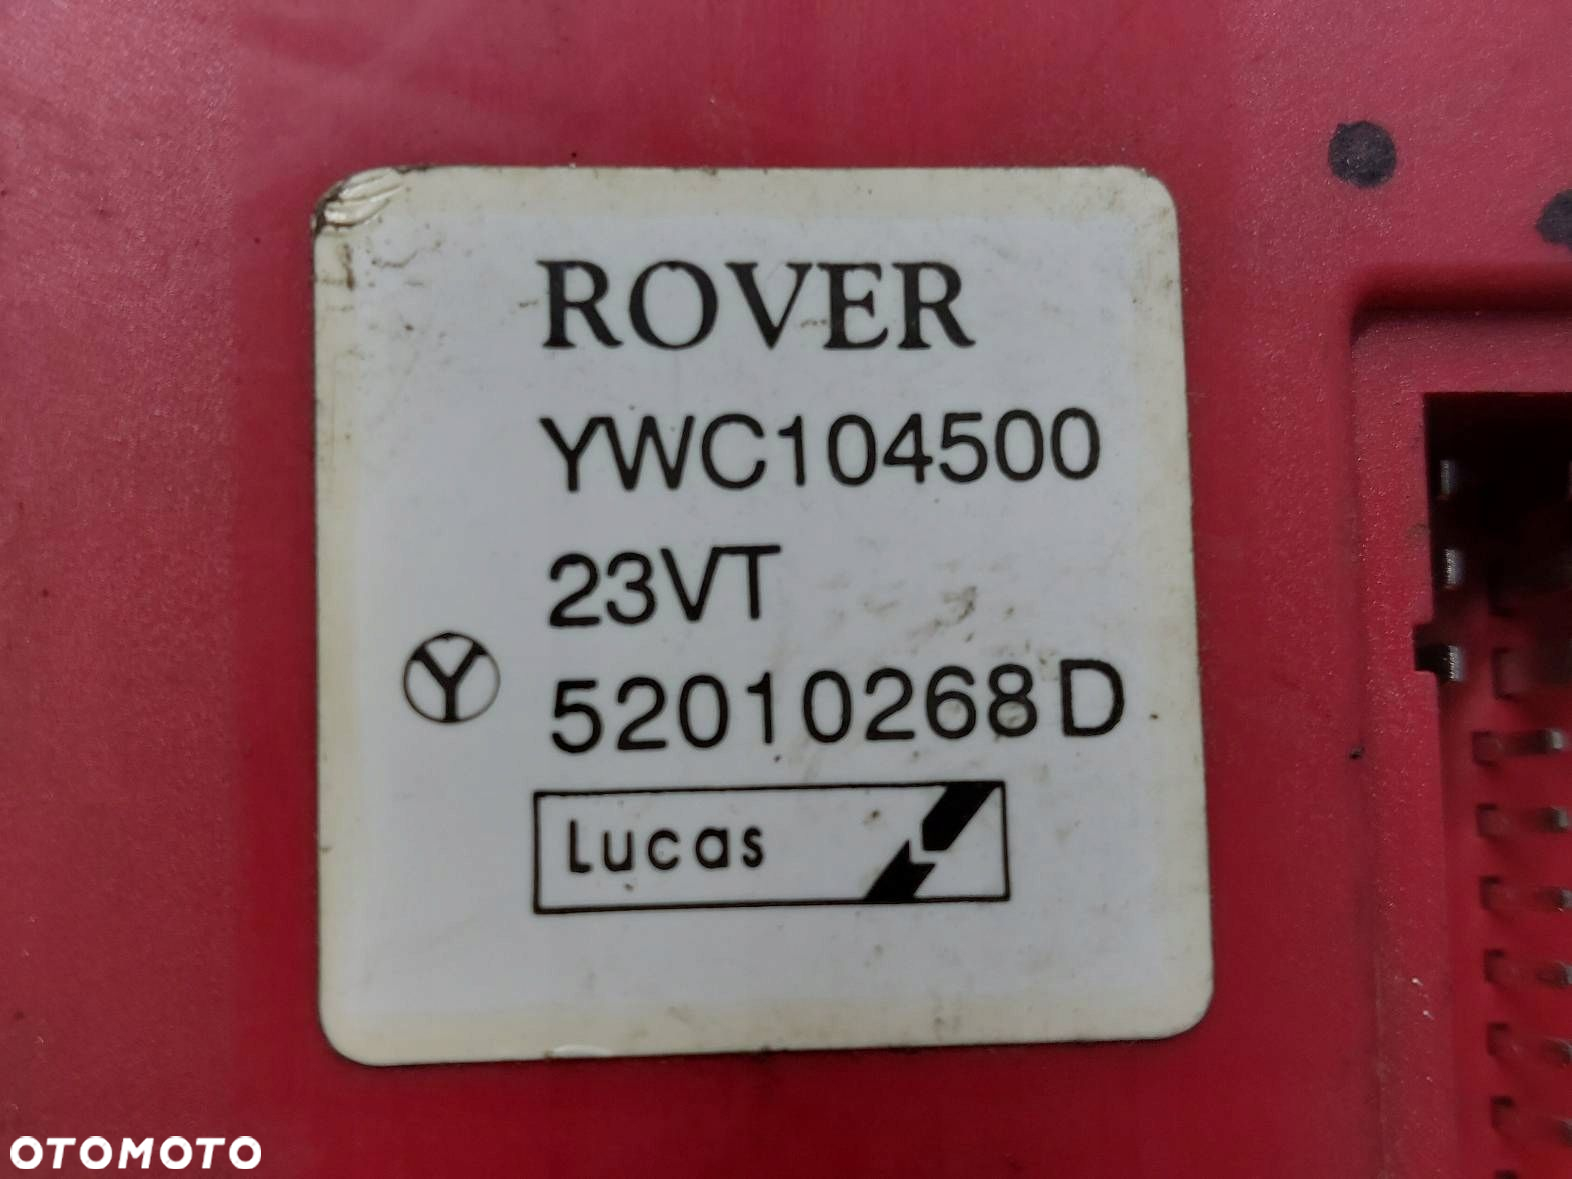 ROVER
YWC104500
23VT
Y 52010268D
Lucas
OTOMOTO